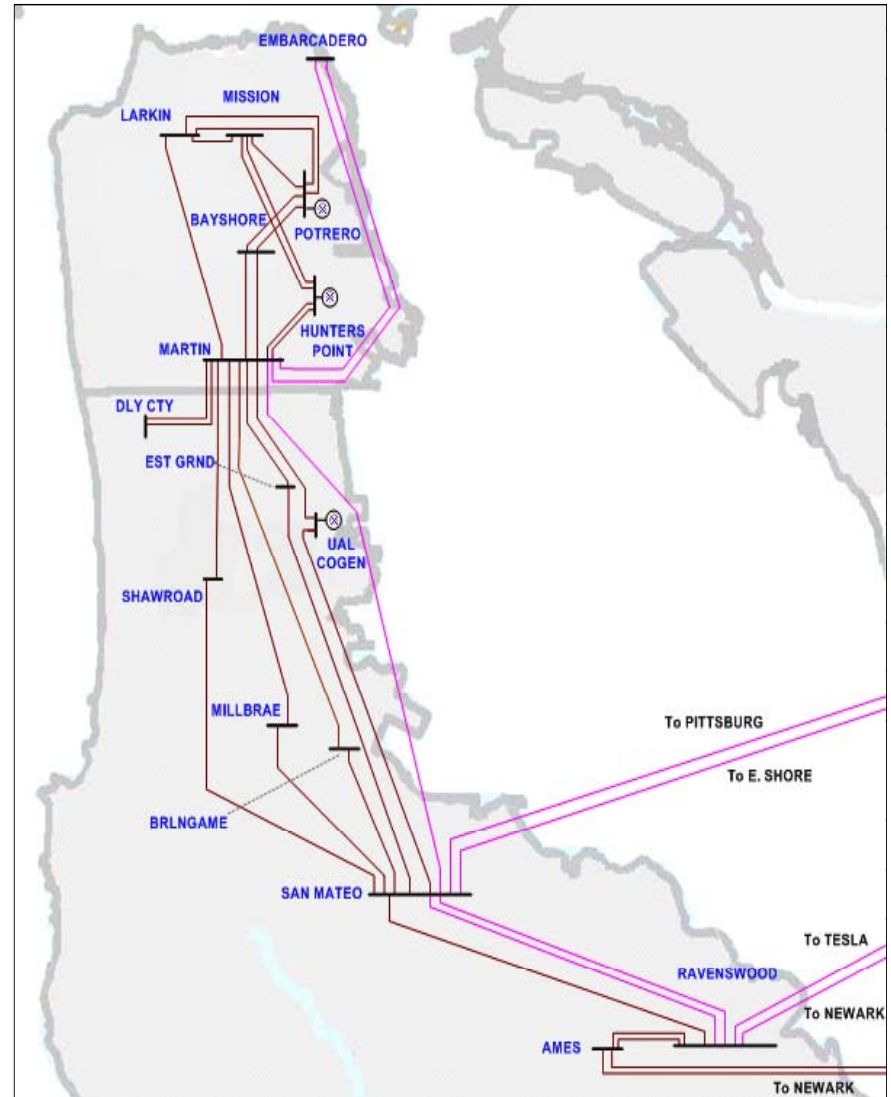 EMBARCADERO
MISSION
LARKIN
BAYSHORE
POTRERO
HUNTERS
POINT
MARTIN
DLY CTY
EST GRND
UAL
COGEN
SHAWROAD
MILLBRAE
To PITTSBURG
To E. SHORE
BRLNGAME
SAN MATEO
To TESLA
RAVENSWOOD
To NEWARK
AMES
To NEWARK